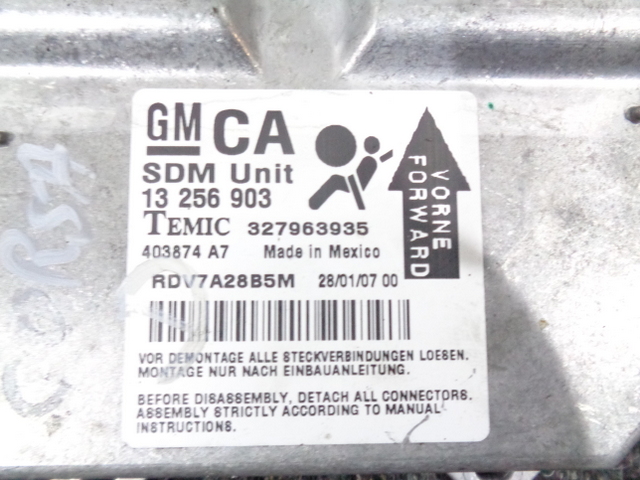 GM CA
SDM Unit
13 256 903
TEMIC 327963935
403874 A7 Made in Mexico
RDV7A28B5M 28/01/07 00
VORNE
FORWARD
VOR DEMONTAGE ALLE STECKVERBINDUNGEN LOESEN.
MONTAGE NUR NACH EINBAUANLEITUNG.
BEFORE DISASSEMBLY, DETACH ALL CONNECTORS.
ASSEMBLY STRICTLY ACCORDING TO MANUAL
INSTRUCTIONS.